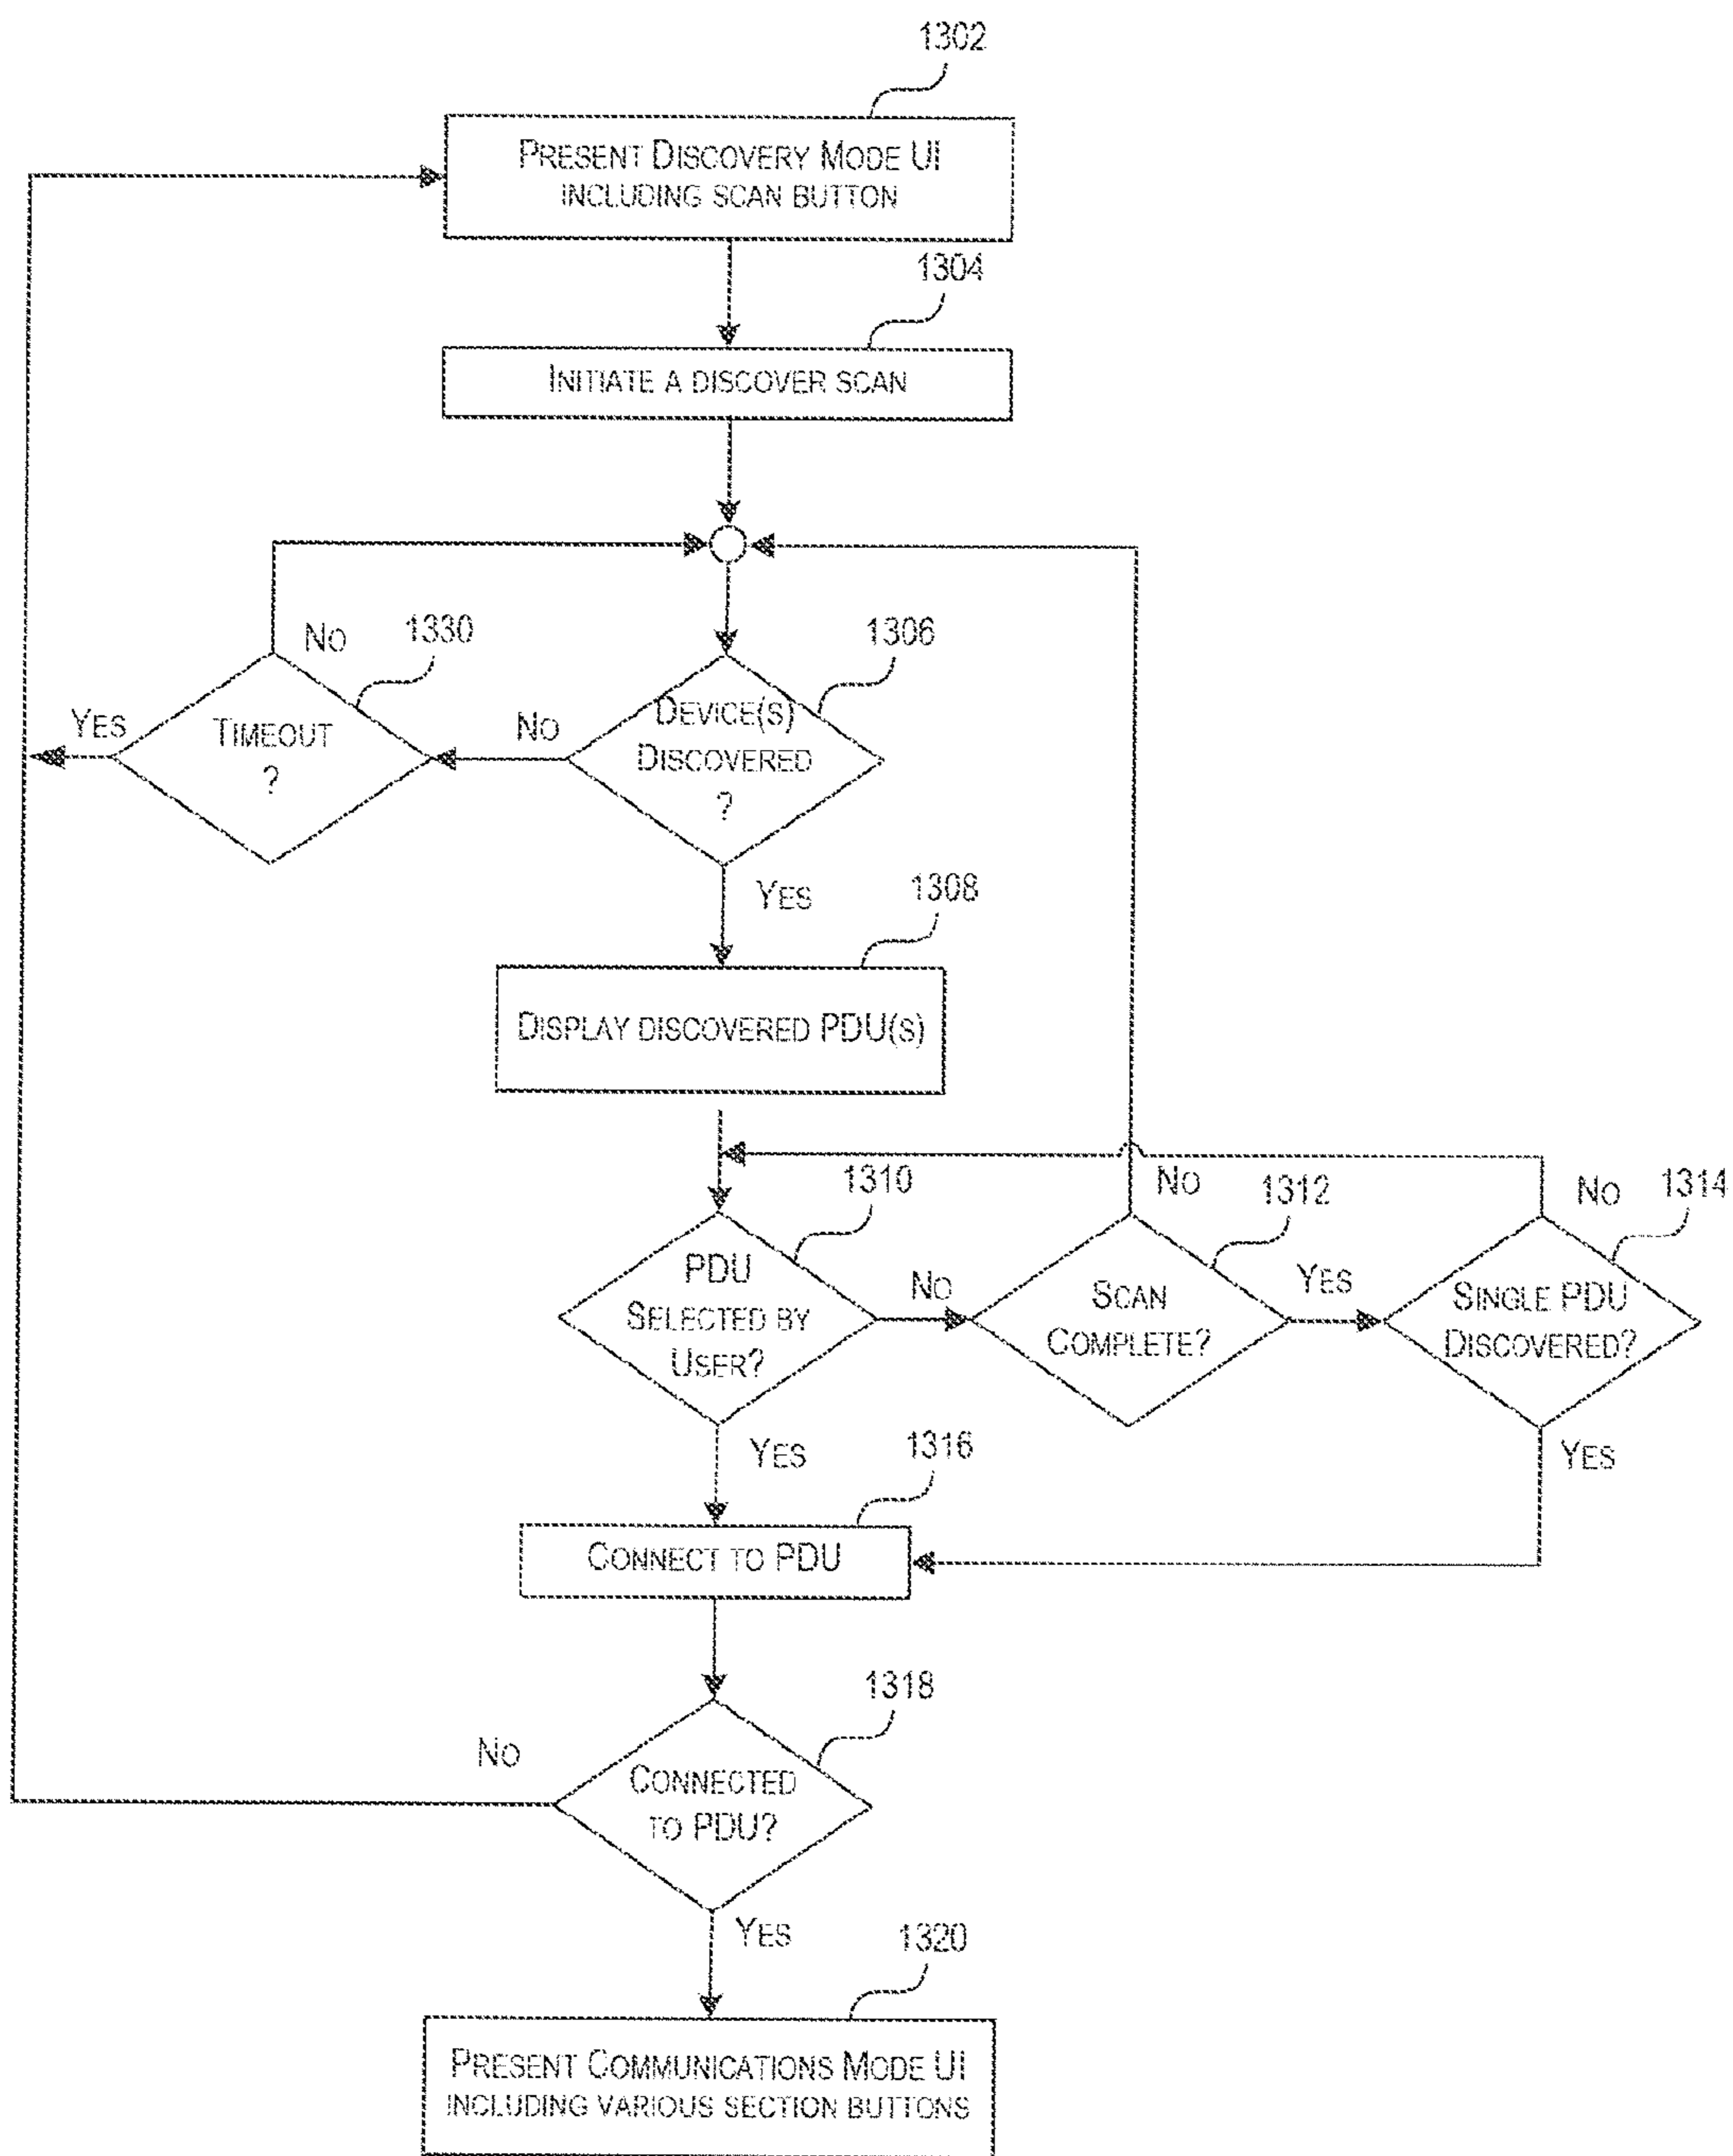 1302
PRESENT DISCOVERY MODE UI
INCLUDING SCAN BUTTON
1304
INITIATE A DISCOVER SCAN
NO
1330
1306
YES
TIMEOUT
?
NO
DEVICE(S)
DISCOVERED
?
YES
1308
DISPLAY DISCOVERED PDU(S)
1310
NO
1312
NO
1314
PDU
SELECTED BY
USER?
NO
SCAN
COMPLETE?
YES
SINGLE PDU
DISCOVERED?
YES
1316
YES
CONNECT TO PDU
1318
NO
CONNECTED
TO PDU?
YES
1320
PRESENT COMMUNICATIONS MODE UI
INCLUDING VARIOUS SECTION BUTTONS